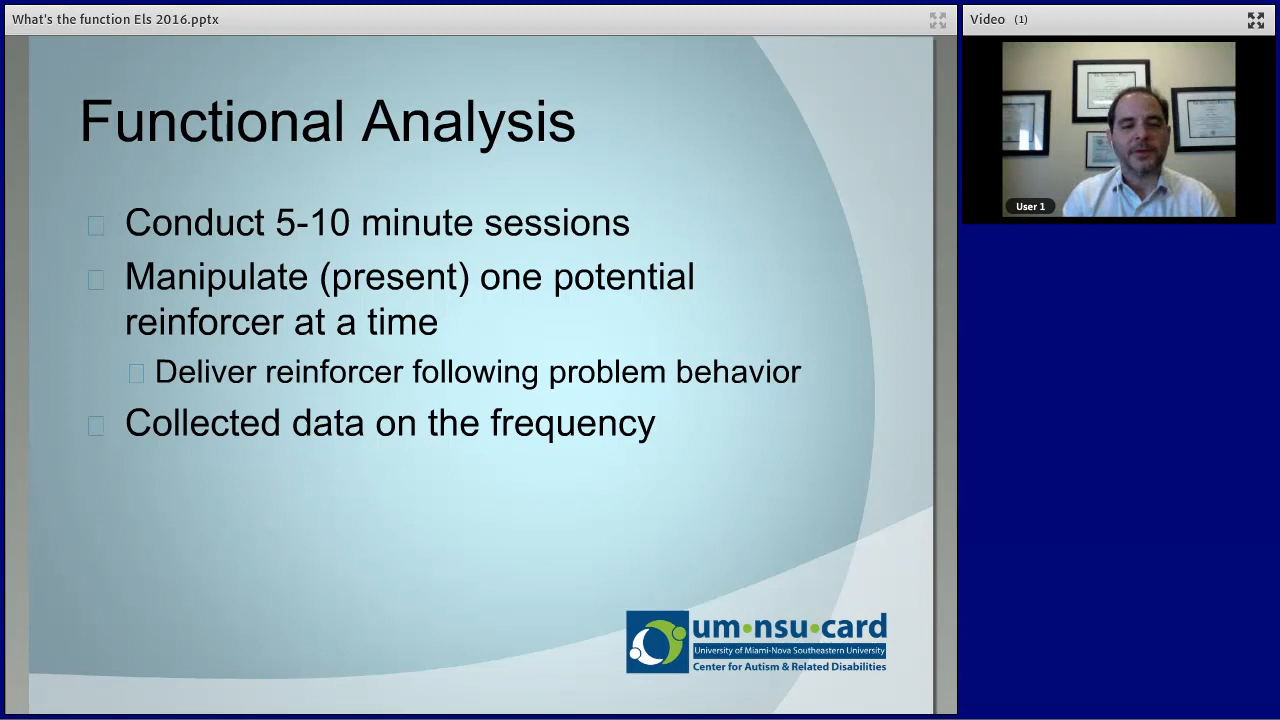 What's the function Els 2016.pptx
Video (1)
Functional Analysis
Conduct 5-10 minute sessions
Manipulate (present) one potential
reinforcer at a time
Deliver reinforcer following problem behavior
Collected data on the frequency
User 1
um•nsu•card
University of Miami-Nova Southeastern University
Center for Autism & Related Disabilities